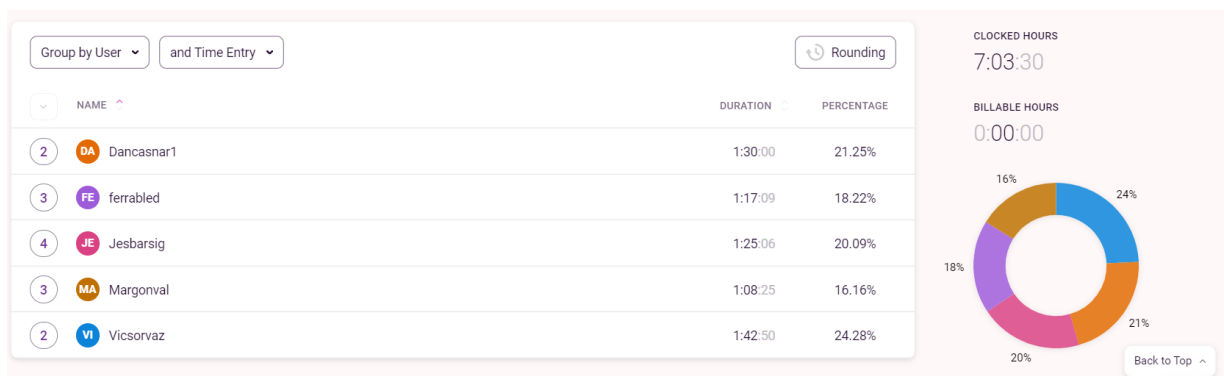 Group by User
and Time Entry
Rounding
NAME
DURATION
PERCENTAGE
2 DA Dancasnar1 1:30:00 21.25%
3 FE ferrabled 1:17:09 18.22%
4 JE Jesbarsig 1:25:06 20.09%
3 MA Margonval 1:08:25 16.16%
2 VI Vicsorvaz 1:42:50 24.28%
CLOCKED HOURS
7:03:30
BILLABLE HOURS
0:00:00
16%
24%
18%
21%
20%
Back to Top